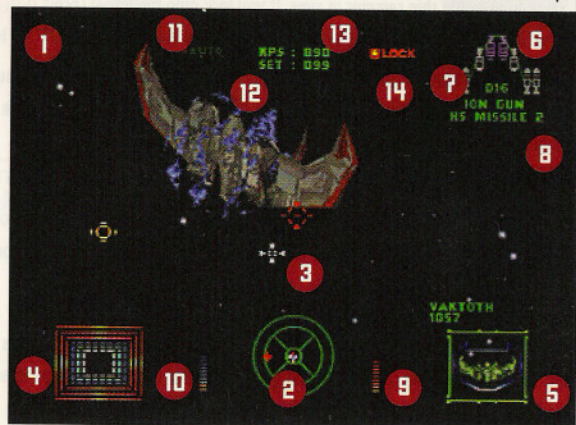 1
11
AUTO
KPS : 090
SET : 099
13
LOCK
6
7
12
14
D16
ION GUN
HS MISSILE 2
8
3
VAKTOTH
1057
4
10
2
9
5